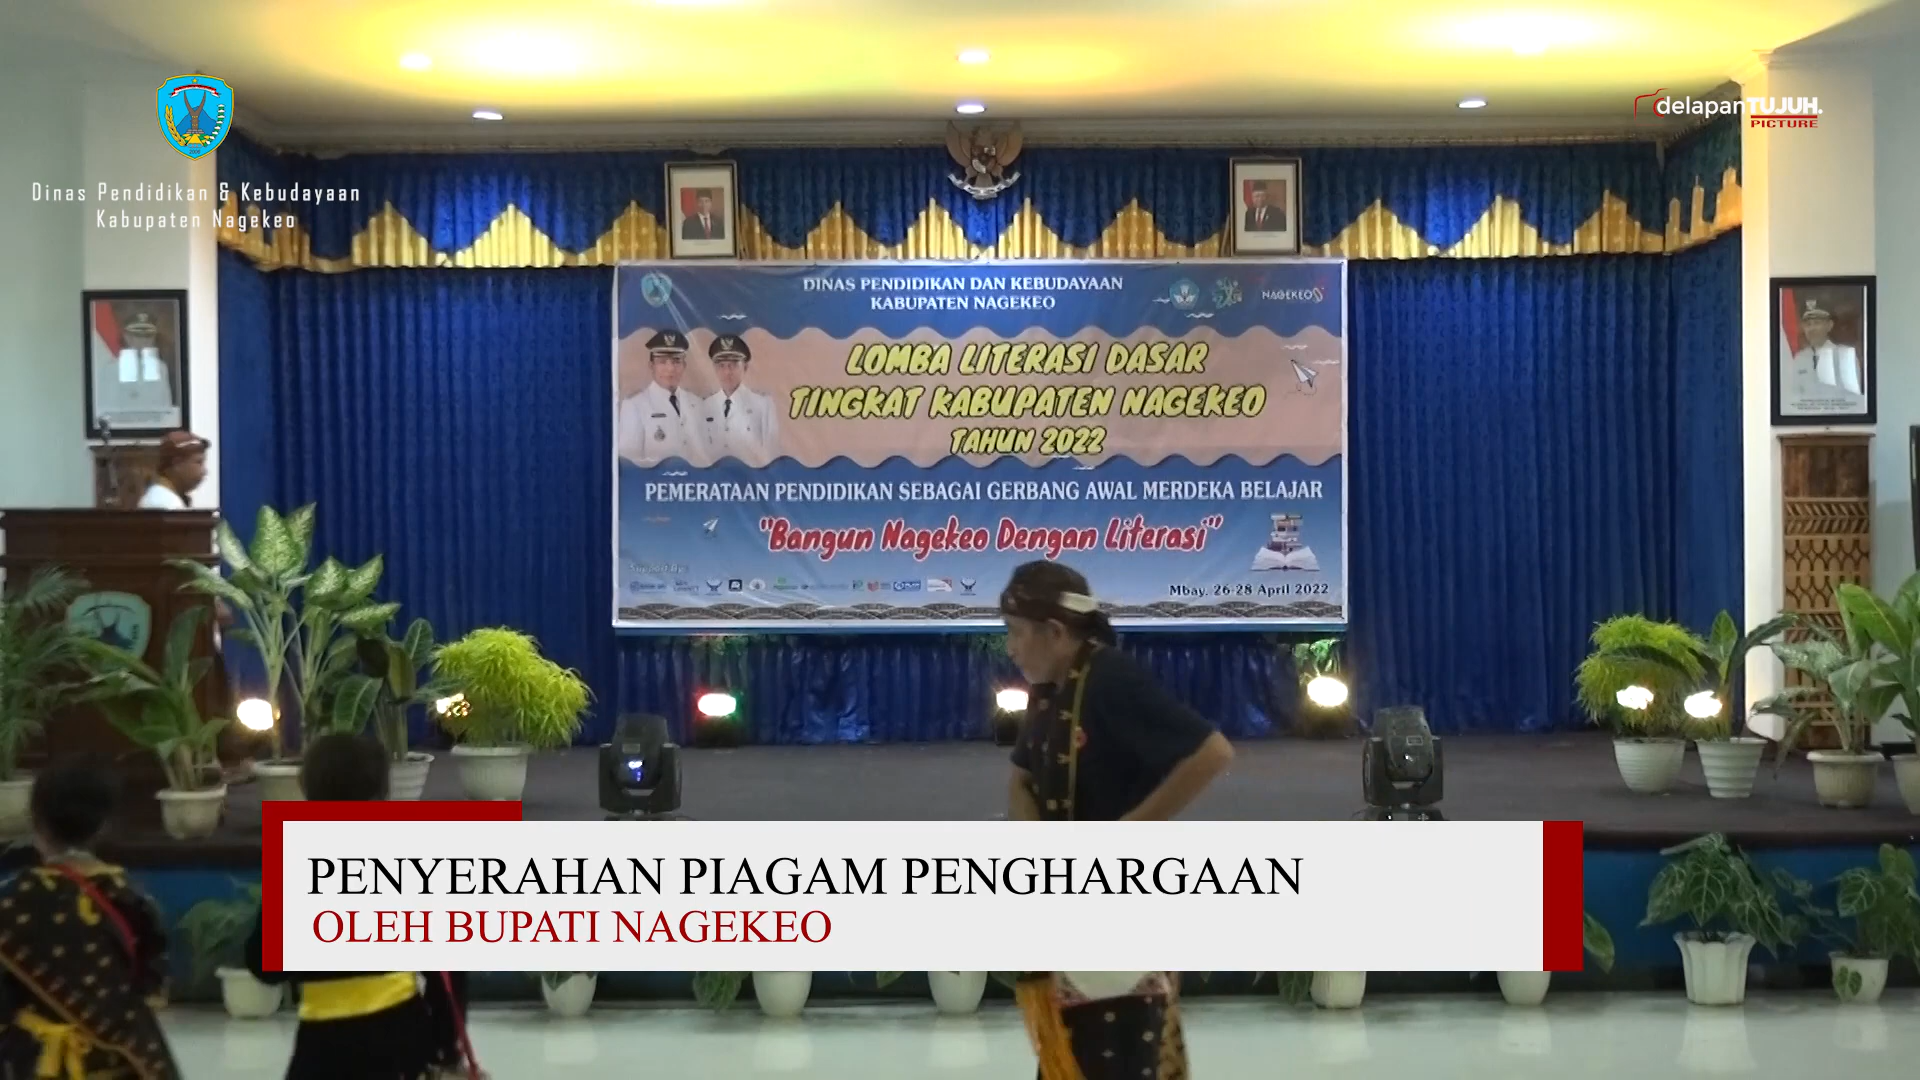 delapanTUJUH.
PICTURE
Dinas Pendidikan & Kebudayaan
Kabupaten Nagekeo
DINAS PENDIDIKAN DAN KEBUDAYAAN
KABUPATEN NAGEKEO
NAGEKEO
LOMBA LITERASI DASAR
TINGKAT KABUPATEN NAGEKEO
TAHUN 2022
PEMERATAAN PENDIDIKAN SEBAGAI GERBANG AWAL MERDEKA BELAJAR
"Bangun Nagekeo Dengan Literasi"
Support By:
Mbay, 26-28 April 2022
PENYERAHAN PIAGAM PENGHARGAAN
OLEH BUPATI NAGEKEO